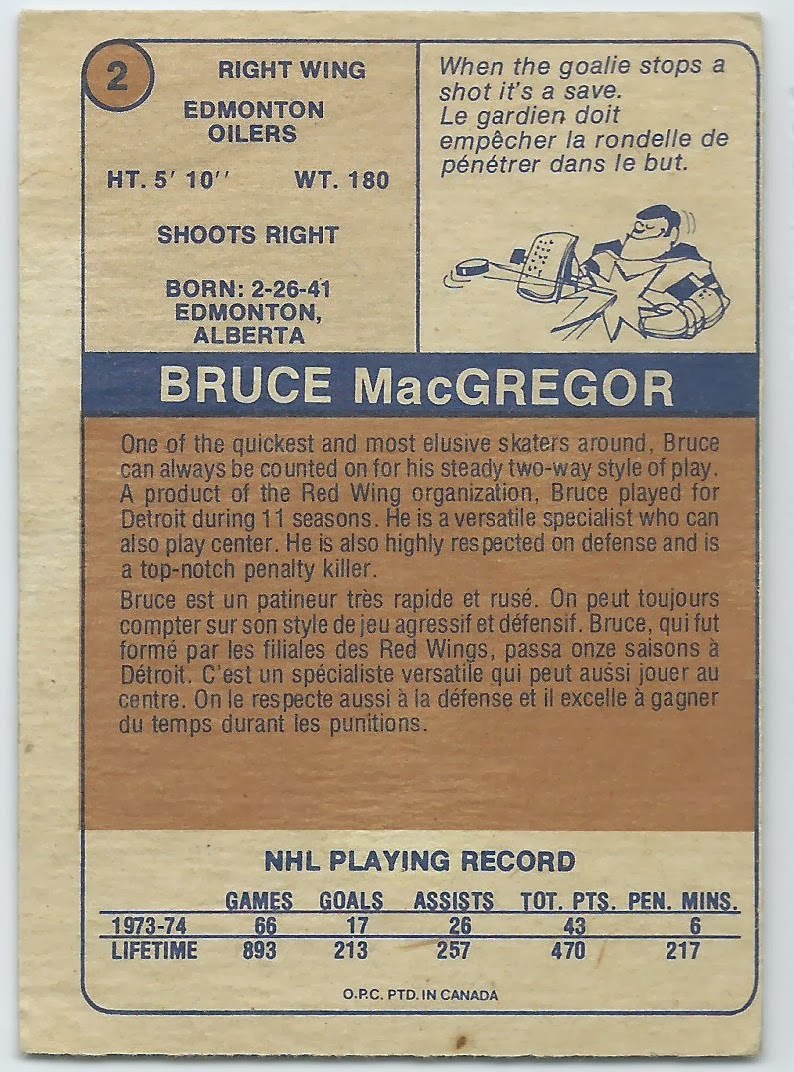 2
RIGHT WING
EDMONTON
OILERS
HT. 5' 10''   WT. 180
SHOOTS RIGHT
BORN: 2-26-41
EDMONTON,
ALBERTA
When the goalie stops a
shot it's a save.
Le gardien doit
empêcher la rondelle de
pénétrer dans le but.
BRUCE MacGREGOR
One of the quickest and most elusive skaters around, Bruce
can always be counted on for his steady two-way style of play.
A product of the Red Wing organization, Bruce played for
Detroit during 11 seasons. He is a versatile specialist who can
also play center. He is also highly respected on defense and is
a top-notch penalty killer.
Bruce est un patineur très rapide et rusé. On peut toujours
compter sur son style de jeu agressif et défensif. Bruce, qui fut
formé par les filiales des Red Wings, passa onze saisons à
Détroit. C'est un spécialiste versatile qui peut aussi jouer au
centre. On le respecte aussi à la défense et il excelle à gagner
du temps durant les punitions.
NHL PLAYING RECORD
GAMES GOALS ASSISTS TOT. PTS. PEN. MINS.
1973-74 66 17 26 43 6
LIFETIME 893 213 257 470 217
O.P.C. PTD. IN CANADA